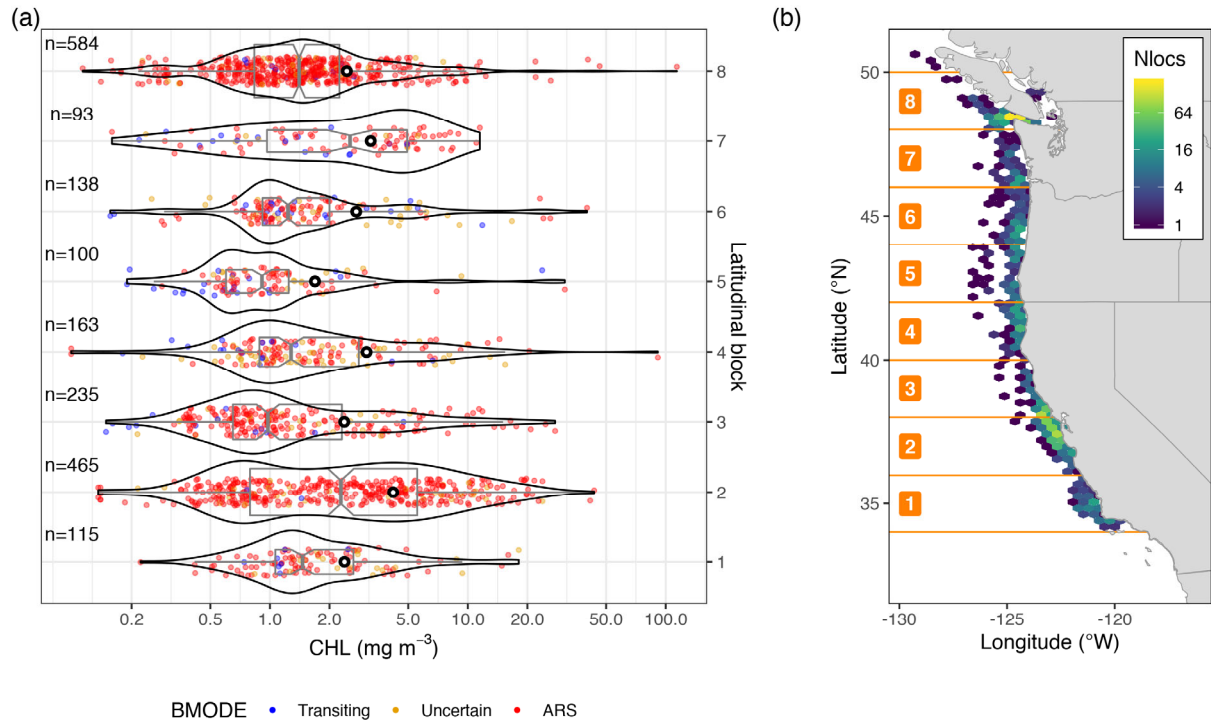 (a)
n=584
n=93
n=138
n=100
n=163
n=235
n=465
n=115
8
7
6
5
4
3
2
1
Latitudinal block
0.2 0.5 1.0 2.0 5.0 10.0 20.0 50.0 100.0
CHL (mg m⁻³)
BMODE Transiting Uncertain ARS
(b)
Nlocs
64
16
4
1
50
45
40
35
Latitude (°N)
8
7
6
5
4
3
2
1
-130 -125 -120
Longitude (°W)